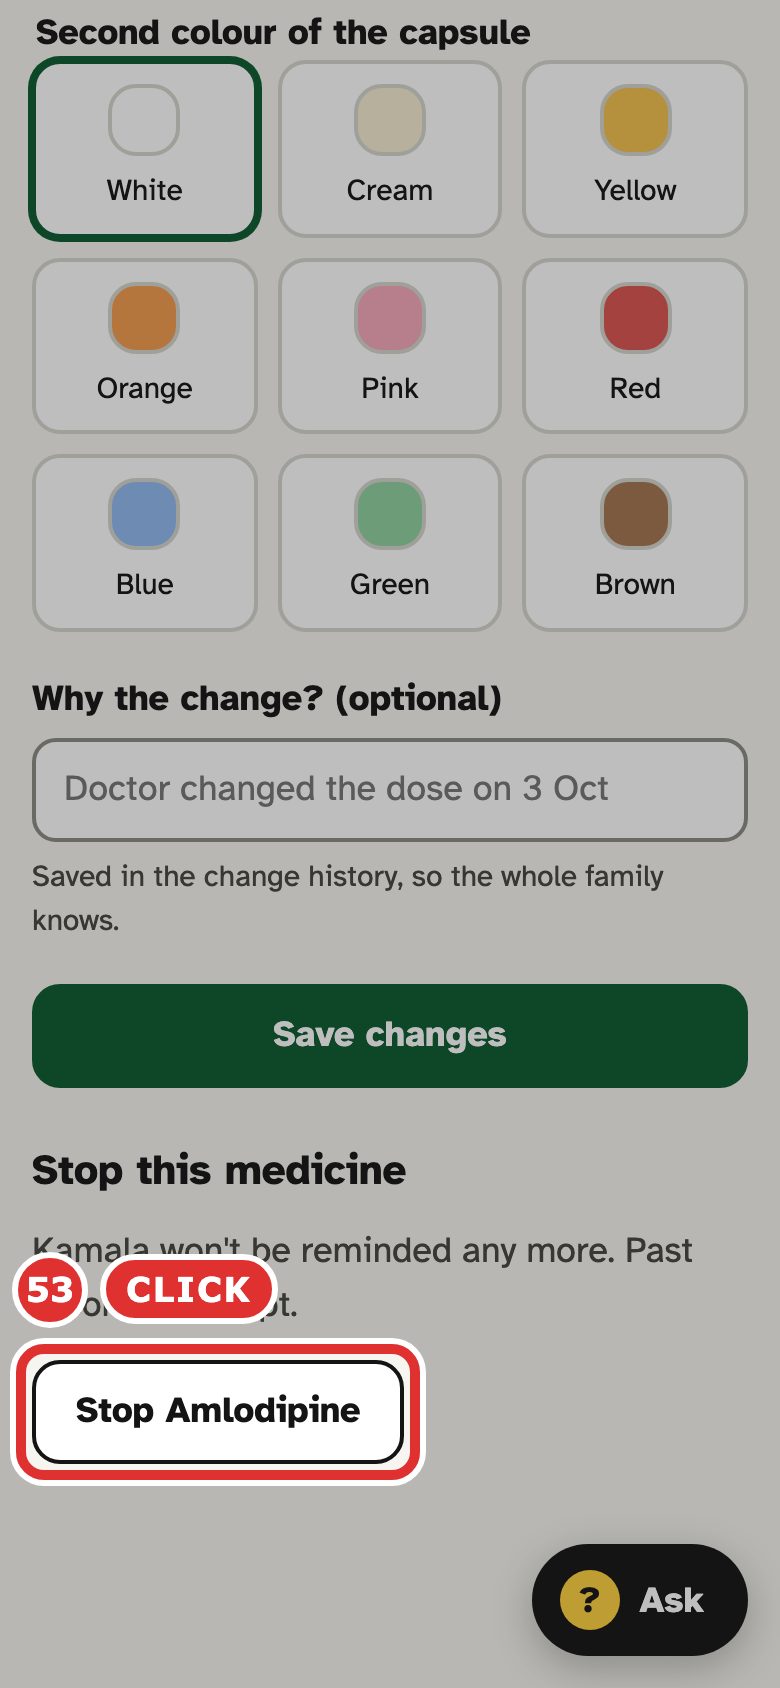 Second colour of the capsule
White
Cream
Yellow
Orange
Pink
Red
Blue
Green
Brown
Why the change? (optional)
Doctor changed the dose on 3 Oct
Saved in the change history, so the whole family
knows.
Save changes
Stop this medicine
Kamala won't be reminded any more. Past
53
CLICK
Stop Amlodipine
? Ask